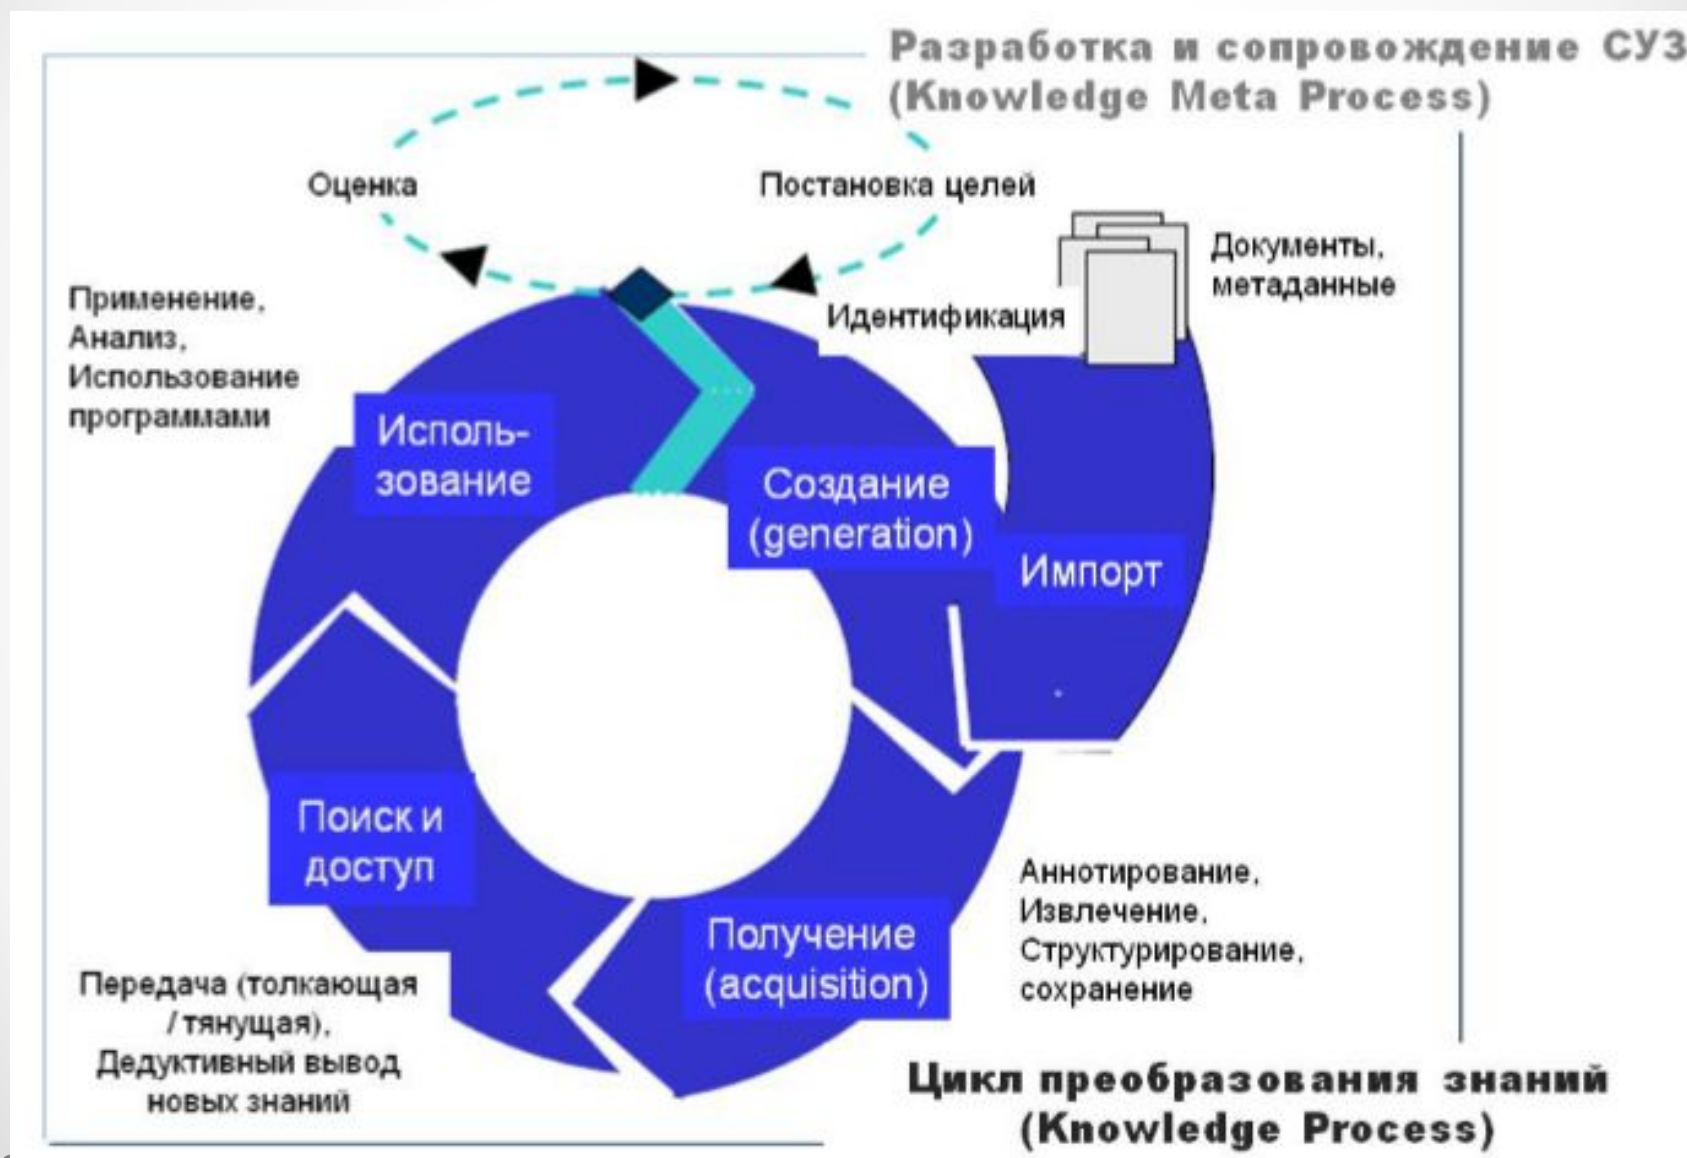 Разработка и сопровождение СУЗ
(Knowledge Meta Process)
Оценка
Постановка целей
Документы,
метаданные
Идентификация
Применение,
Анализ,
Использование
программами
Исполь-
зование
Создание
(generation)
Импорт
Поиск и
доступ
Получение
(acquisition)
Аннотирование,
Извлечение,
Структурирование,
сохранение
Передача (толкающая
/ тянущая),
Дедуктивный вывод
новых знаний
Цикл преобразования знаний
(Knowledge Process)